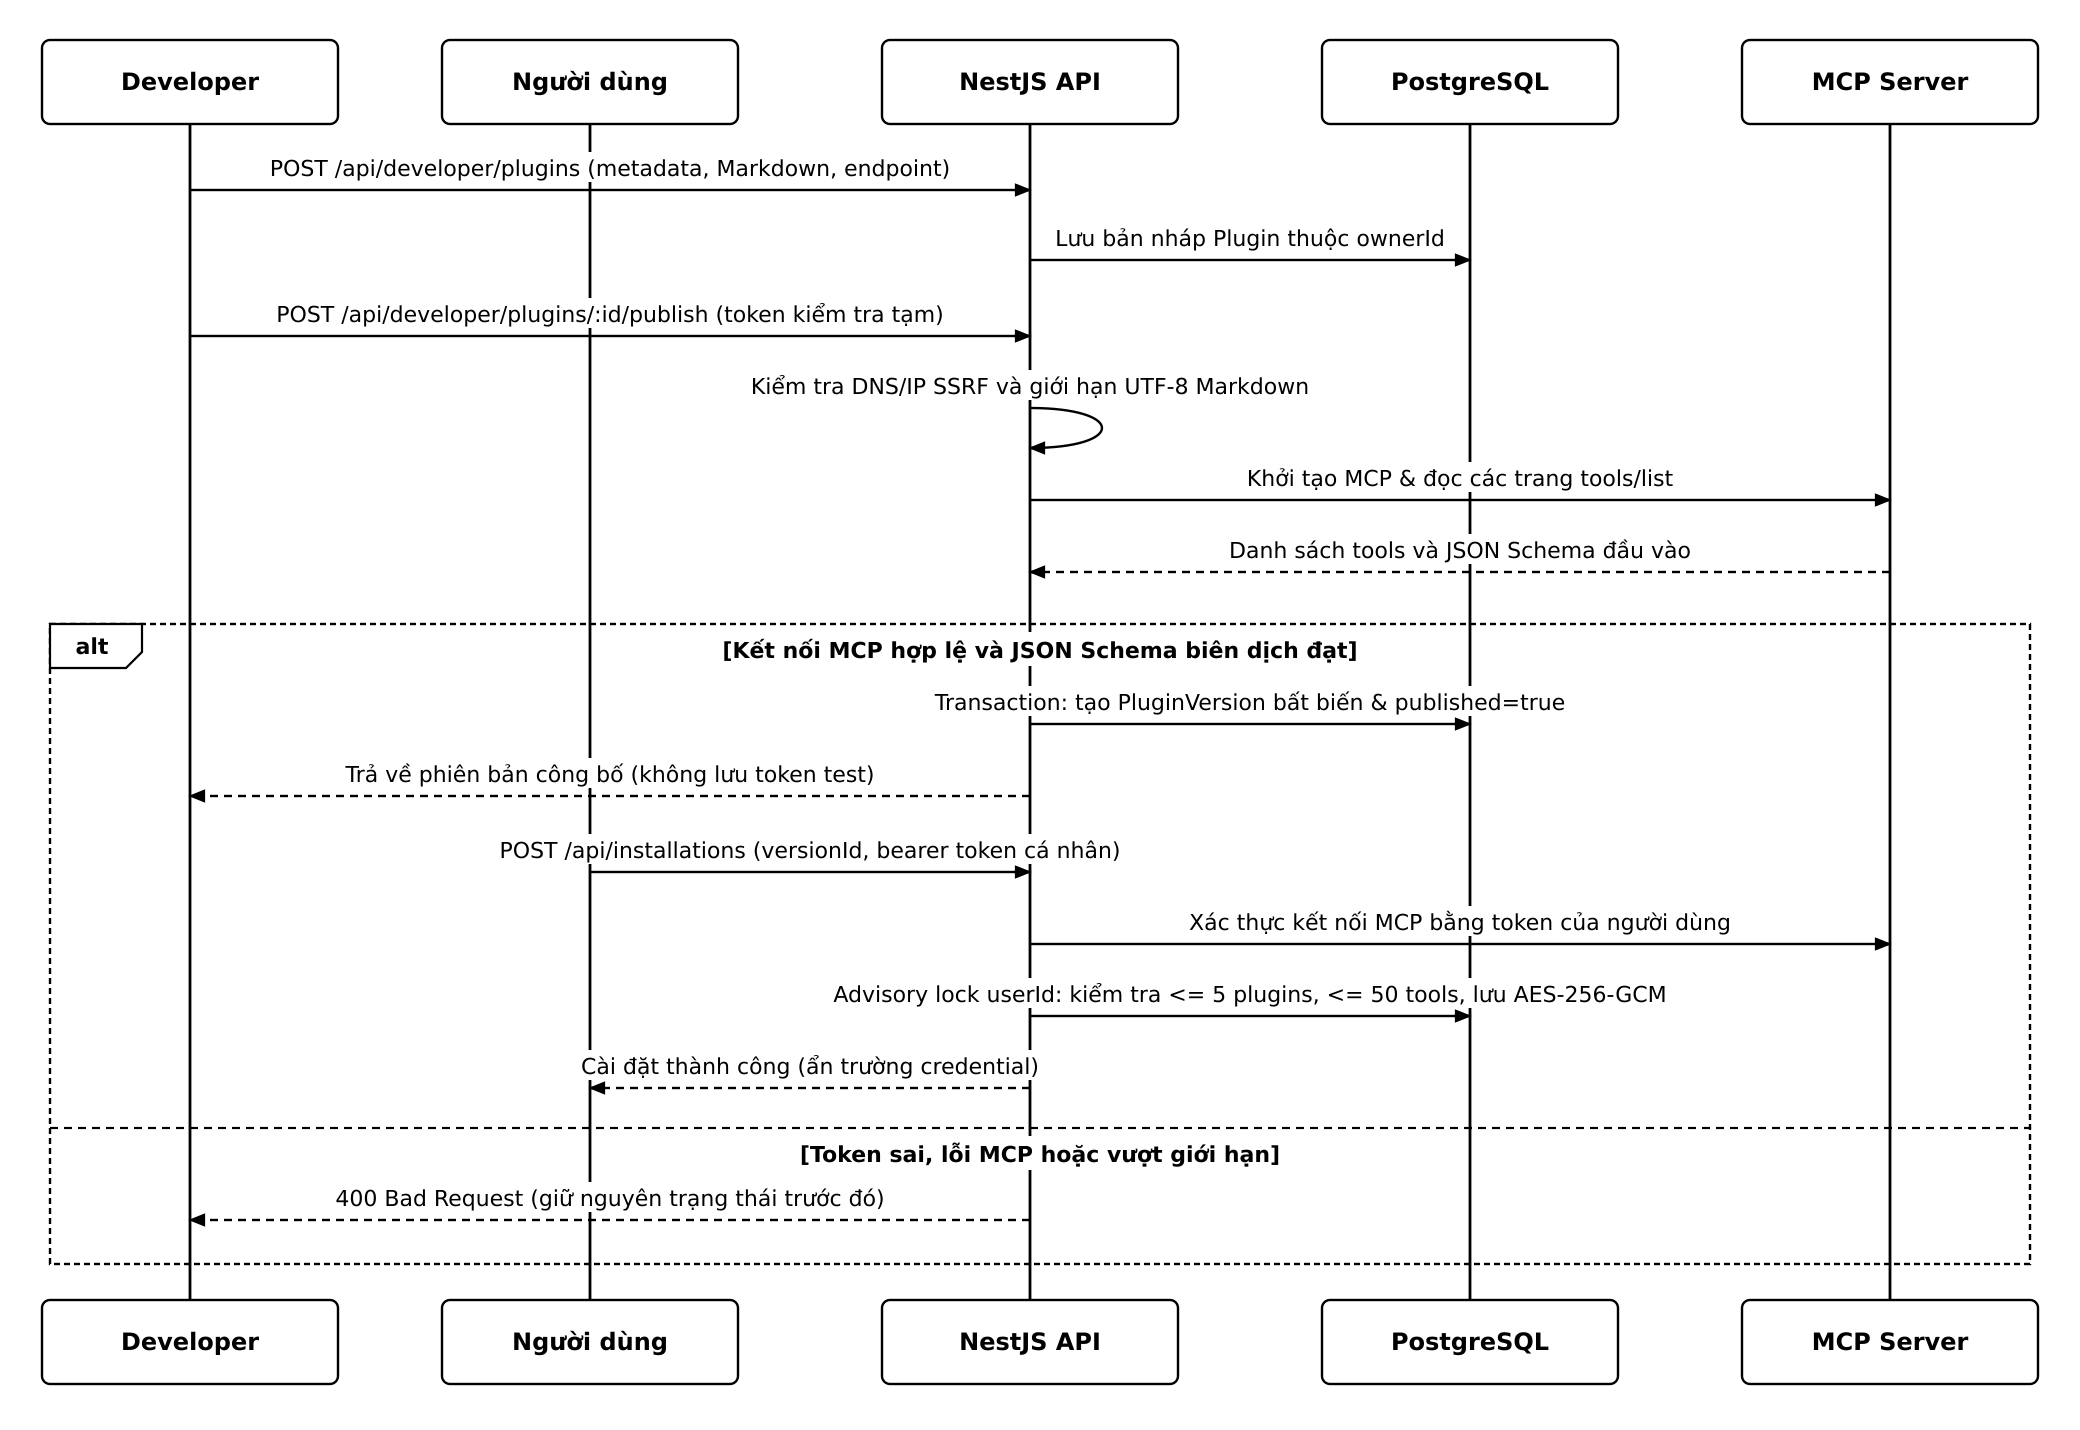 Developer
Người dùng
NestJS API
PostgreSQL
MCP Server
POST /api/developer/plugins (metadata, Markdown, endpoint)
Lưu bản nháp Plugin thuộc ownerId
POST /api/developer/plugins/:id/publish (token kiểm tra tạm)
Kiểm tra DNS/IP SSRF và giới hạn UTF-8 Markdown
Khởi tạo MCP & đọc các trang tools/list
Danh sách tools và JSON Schema đầu vào
alt
[Kết nối MCP hợp lệ và JSON Schema biên dịch đạt]
Transaction: tạo PluginVersion bất biến & published=true
Trả về phiên bản công bố (không lưu token test)
POST /api/installations (versionId, bearer token cá nhân)
Xác thực kết nối MCP bằng token của người dùng
Advisory lock userId: kiểm tra <= 5 plugins, <= 50 tools, lưu AES-256-GCM
Cài đặt thành công (ẩn trường credential)
[Token sai, lỗi MCP hoặc vượt giới hạn]
400 Bad Request (giữ nguyên trạng thái trước đó)
Developer
Người dùng
NestJS API
PostgreSQL
MCP Server